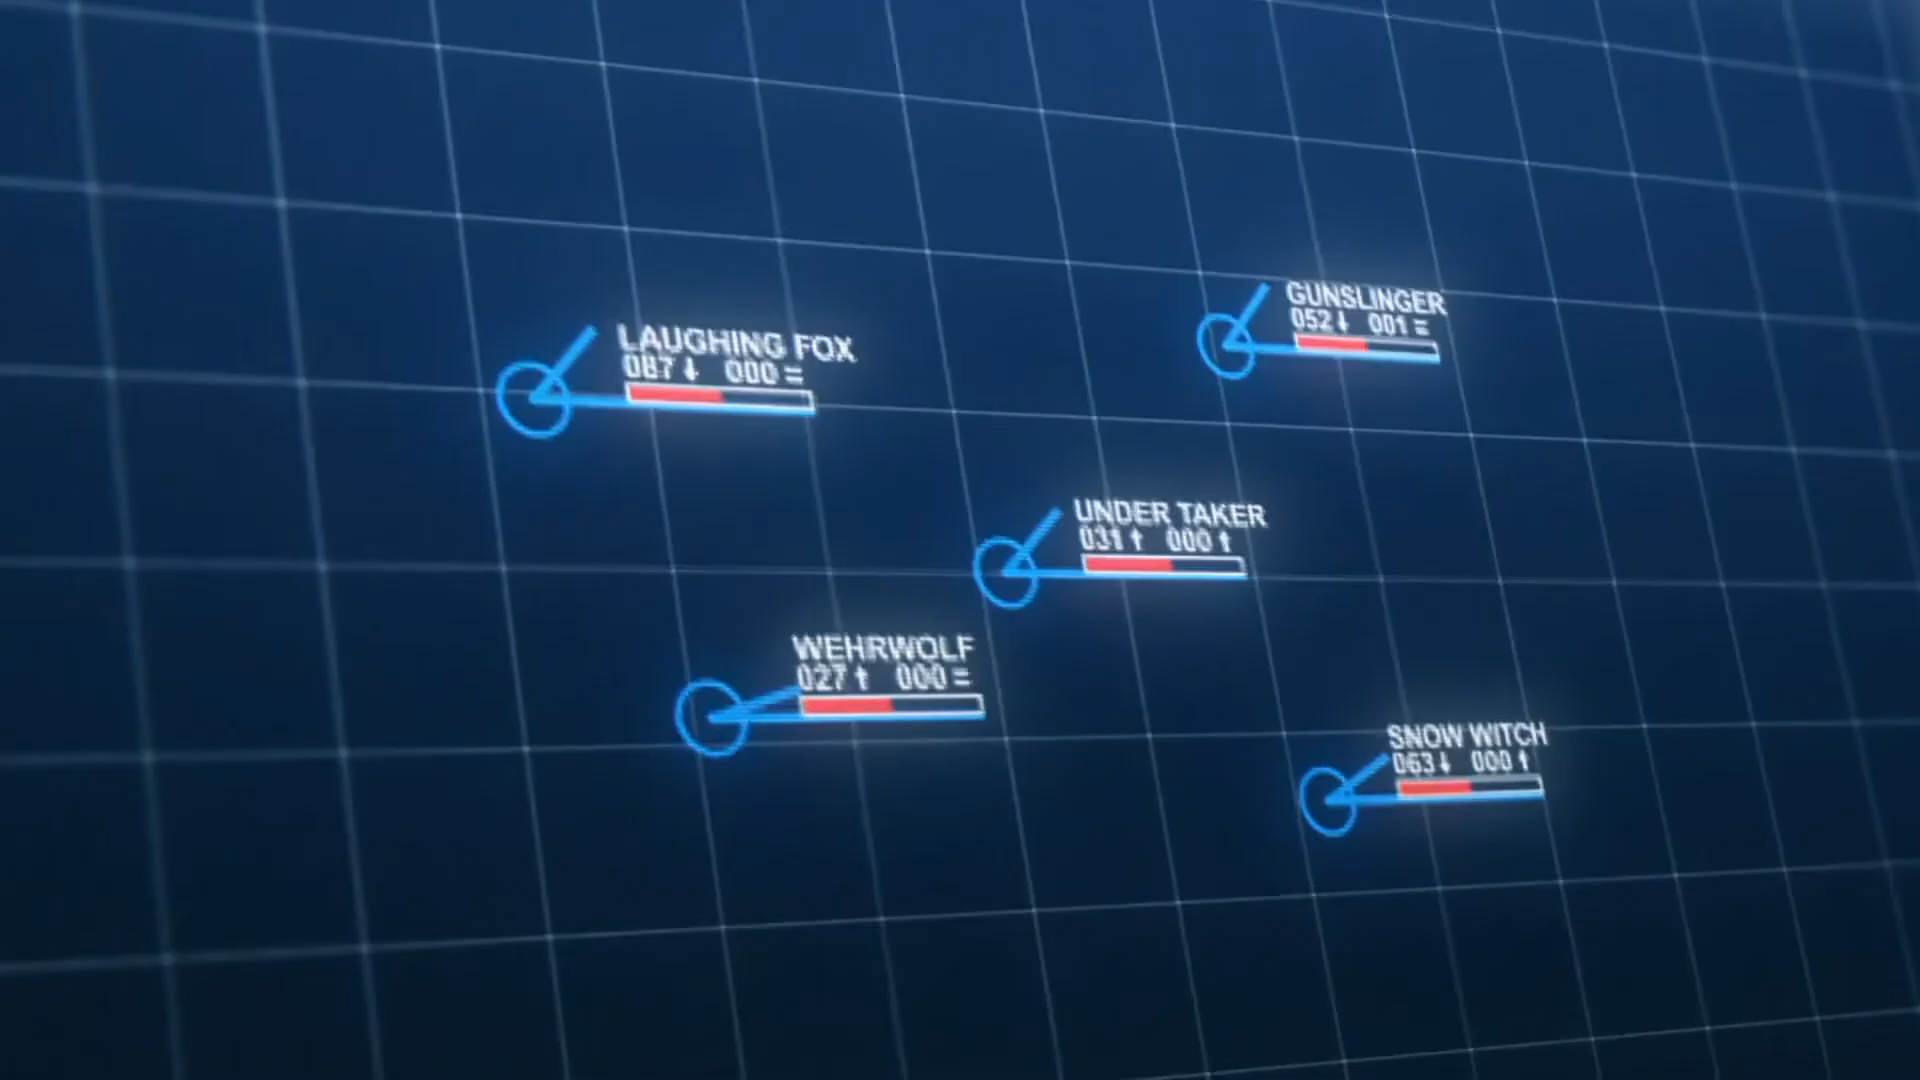 GUNSLINGER
052↓ 001=
LAUGHING FOX
087↓ 000=
UNDER TAKER
031↑ 000↑
WEHRWOLF
027↑ 000=
SNOW WITCH
063↓ 000↑